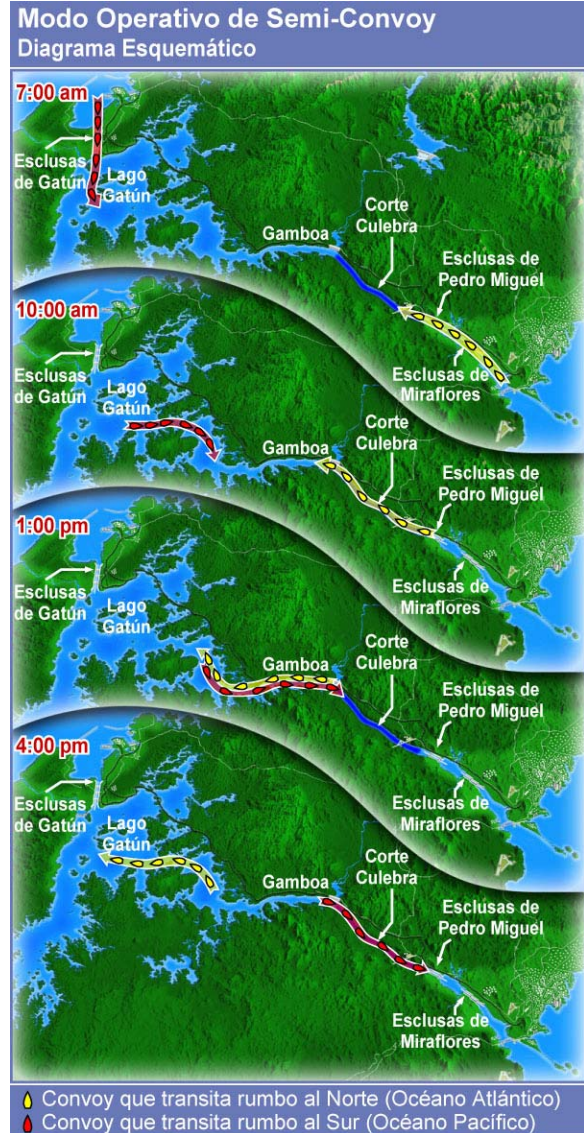 Modo Operativo de Semi-Convoy
Diagrama Esquemático
7:00 am
Esclusas
de Gatún
Lago
Gatún
Gamboa
Corte
Culebra
Esclusas de
Pedro Miguel
Esclusas de
Miraflores
10:00 am
Esclusas
de Gatún
Lago
Gatún
Gamboa
Corte
Culebra
Esclusas de
Pedro Miguel
Esclusas de
Miraflores
1:00 pm
Esclusas
de Gatún
Lago
Gatún
Gamboa
Corte
Culebra
Esclusas de
Pedro Miguel
Esclusas de
Miraflores
4:00 pm
Esclusas
de Gatún
Lago
Gatún
Gamboa
Corte
Culebra
Esclusas de
Pedro Miguel
Esclusas de
Miraflores
Convoy que transita rumbo al Norte (Océano Atlántico)
Convoy que transita rumbo al Sur (Océano Pacífico)